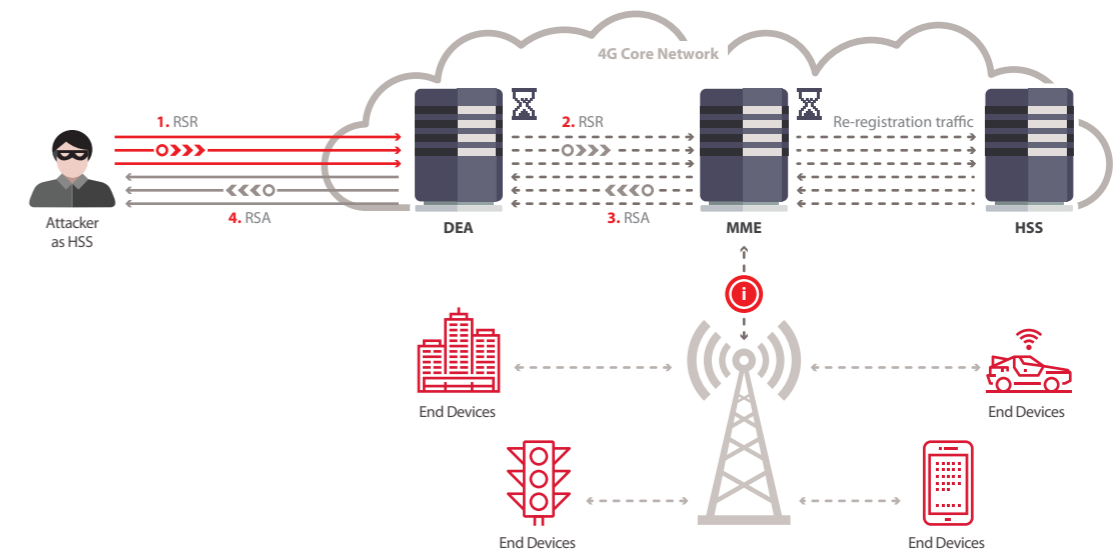 4G Core Network
1. RSR
2. RSR
Re-registration traffic
4. RSA
3. RSA
Attacker
as HSS
DEA
MME
HSS
i
End Devices
End Devices
End Devices
End Devices